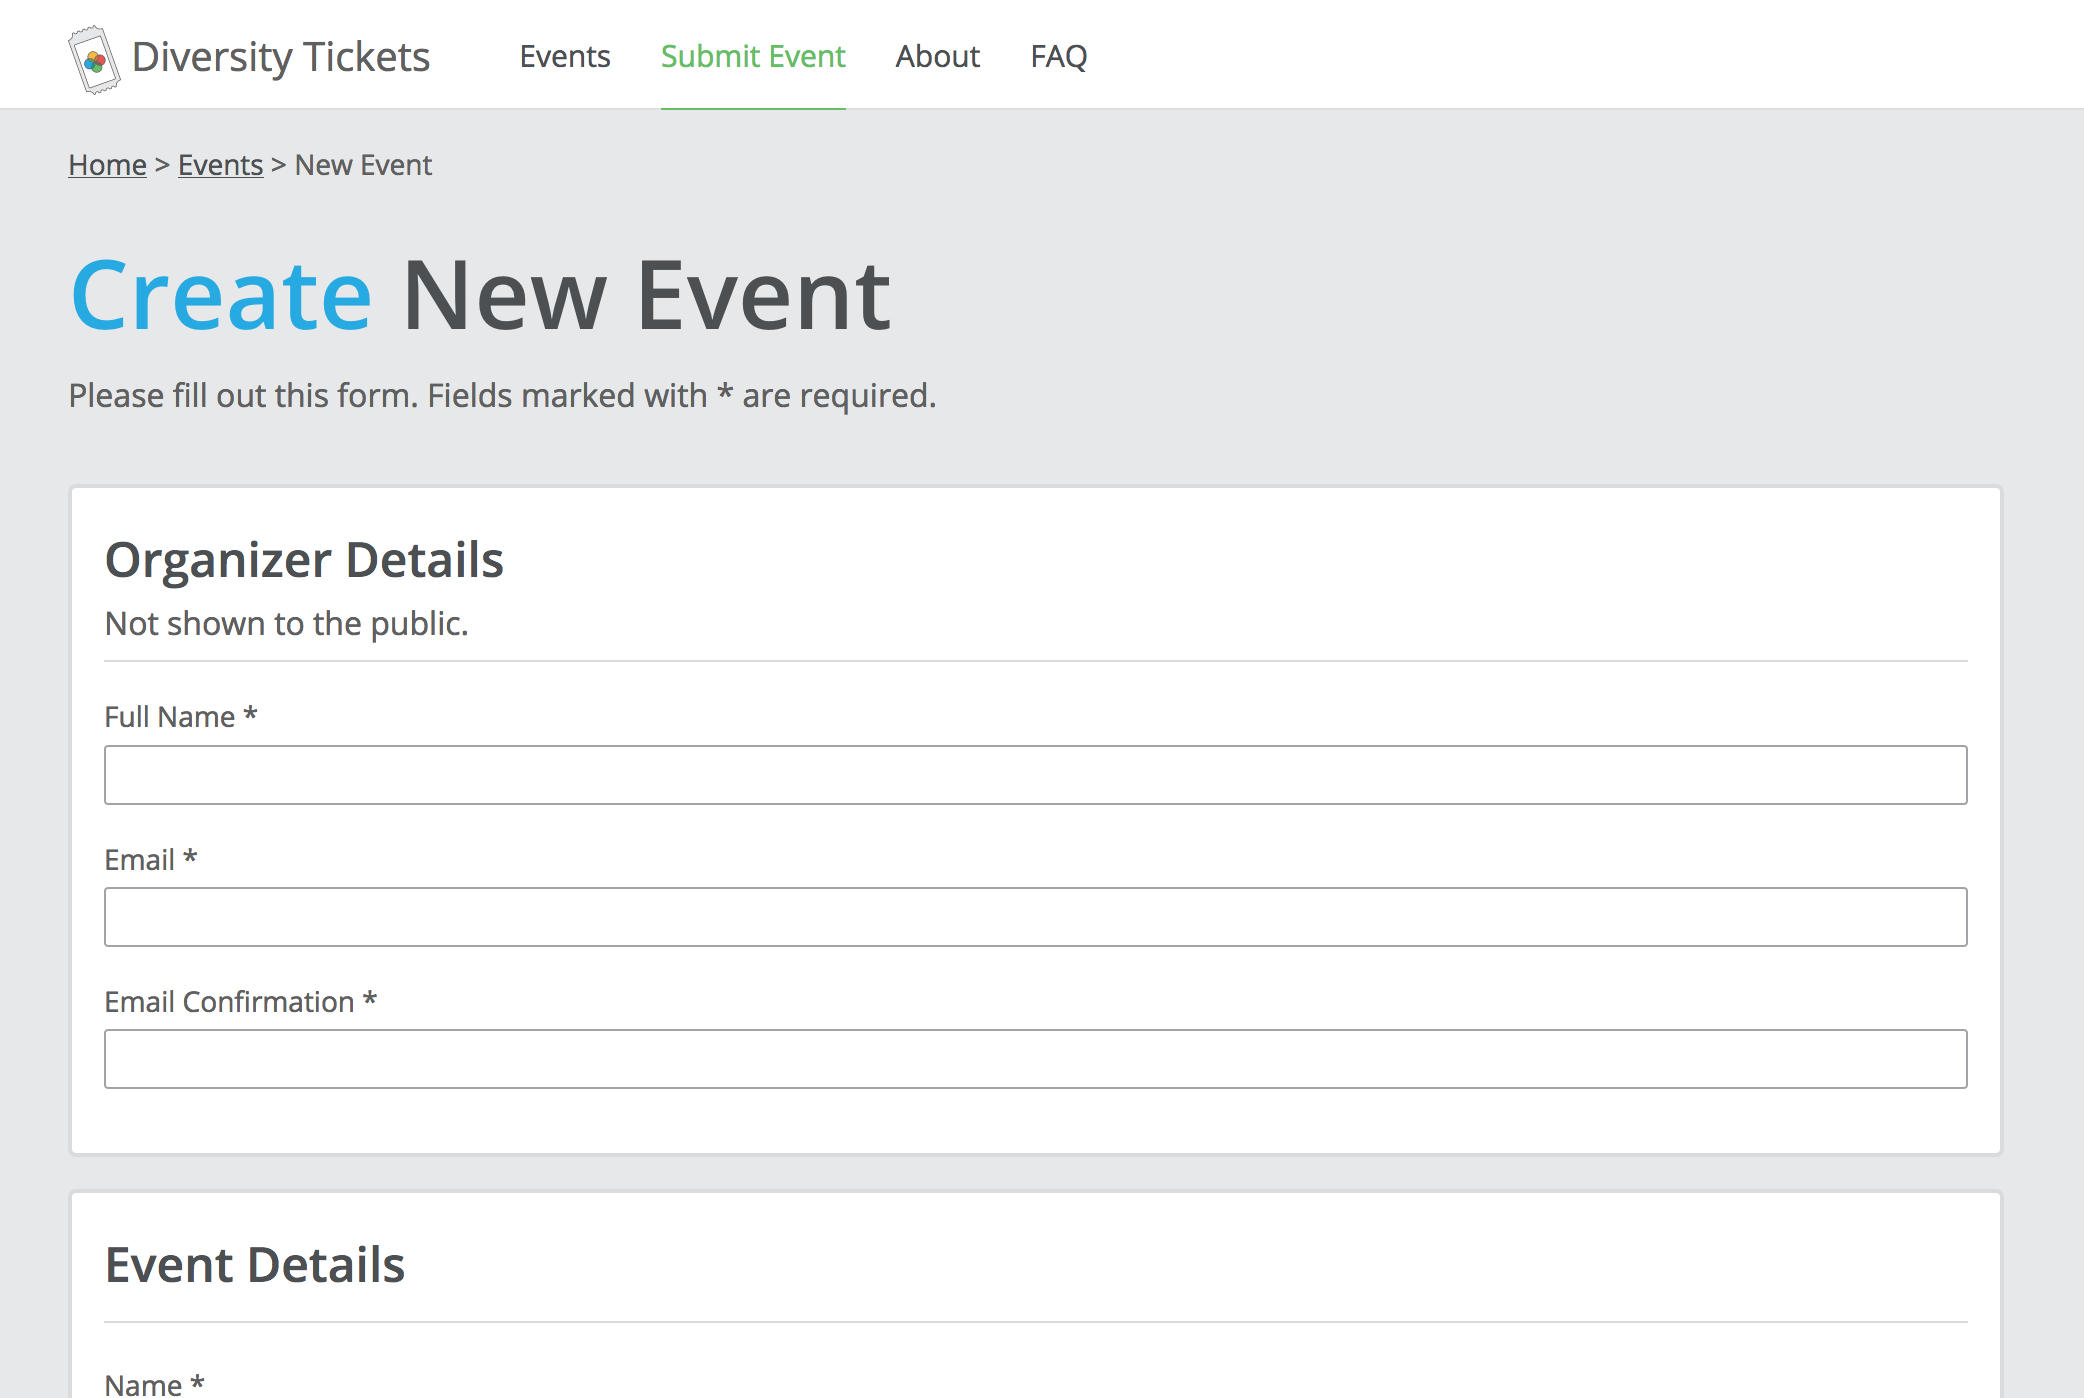 Diversity Tickets Events Submit Event About FAQ
Home > Events > New Event
Create New Event
Please fill out this form. Fields marked with * are required.
Organizer Details
Not shown to the public.
Full Name *
Email *
Email Confirmation *
Event Details
Name *